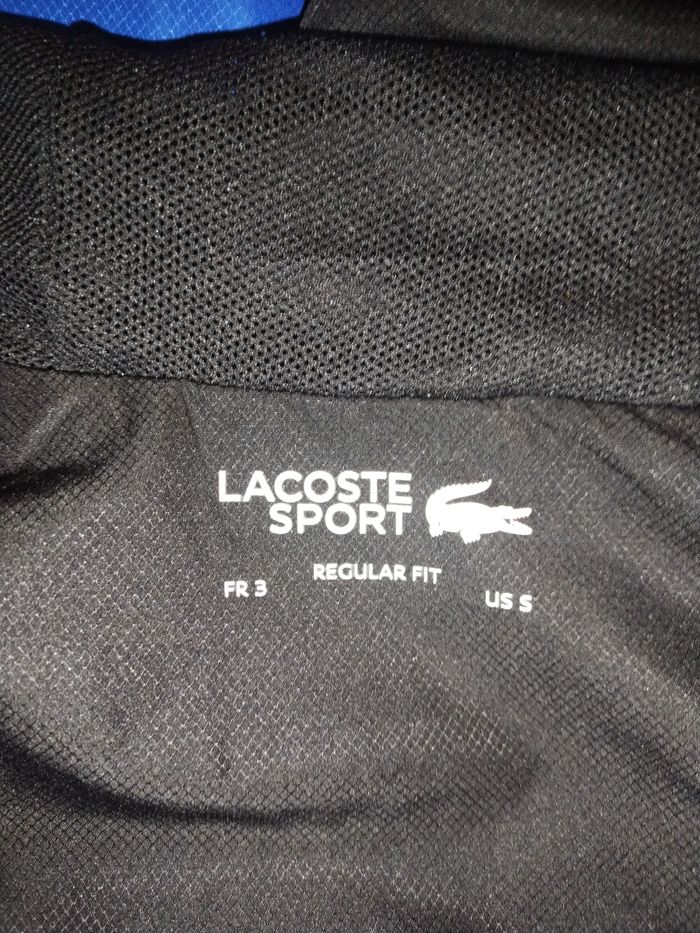 LACOSTE
SPORT
REGULAR FIT
FR 3
US S